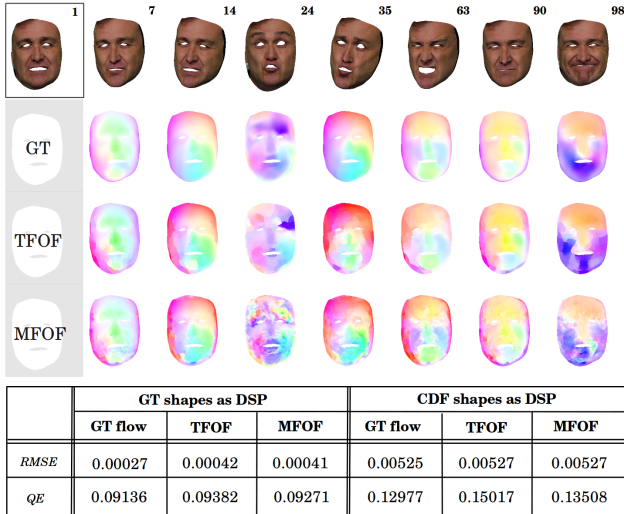 1 7 14 24 35 63 90 98
GT
TFOF
MFOF
GT shapes as DSP CDF shapes as DSP
GT flow TFOF MFOF GT flow TFOF MFOF
RMSE 0.00027 0.00042 0.00041 0.00525 0.00527 0.00527
QE 0.09136 0.09382 0.09271 0.12977 0.15017 0.13508